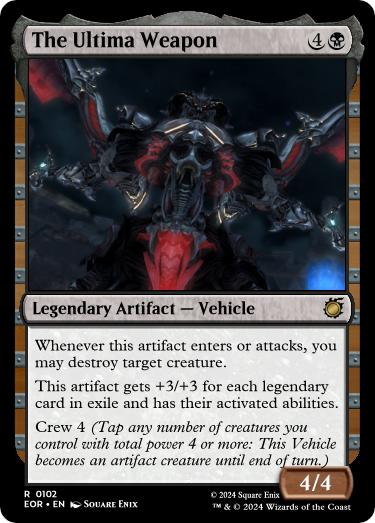 The Ultima Weapon 4
Legendary Artifact — Vehicle
Whenever this artifact enters or attacks, you
may destroy target creature.
This artifact gets +3/+3 for each legendary
card in exile and has their activated abilities.
Crew 4 (Tap any number of creatures you
control with total power 4 or more: This Vehicle
becomes an artifact creature until end of turn.)
4/4
R 0102
EOR • EN SQUARE ENIX
© 2024 Square Enix
™ & © 2024 Wizards of the Coast